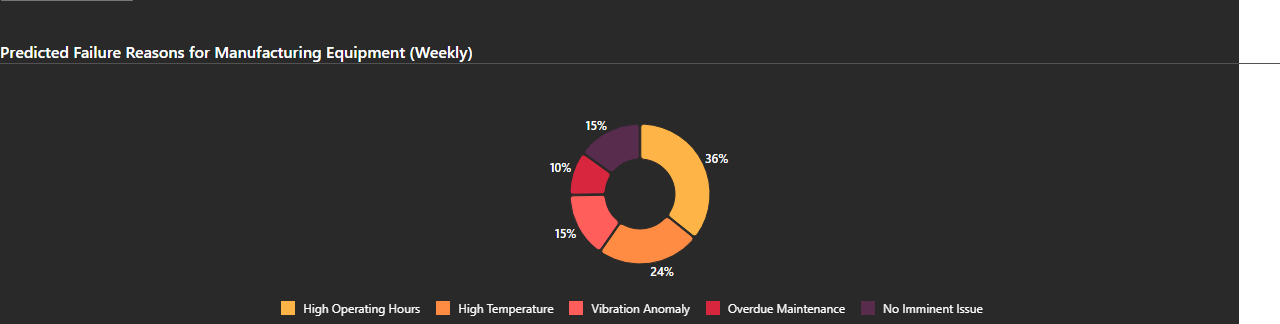 Predicted Failure Reasons for Manufacturing Equipment (Weekly)
15%
36%
10%
15%
24%
High Operating Hours High Temperature Vibration Anomaly Overdue Maintenance No Imminent Issue